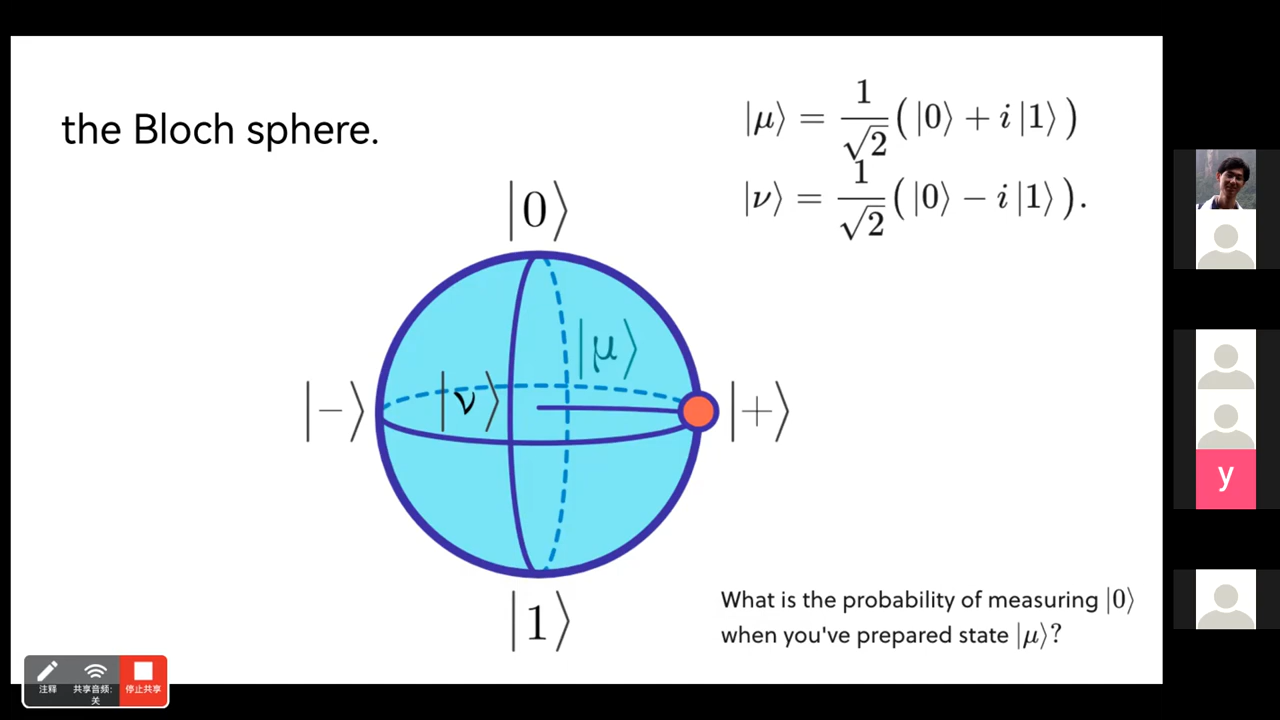 the Bloch sphere.
|μ⟩ = 1/√2 (|0⟩ + i|1⟩)
|ν⟩ = 1/√2 (|0⟩ − i|1⟩).
|0⟩
|μ⟩
|−⟩
|ν⟩
|+⟩
|1⟩
What is the probability of measuring |0⟩
when you've prepared state |μ⟩?
y
注释
共享音频:
关
停止共享